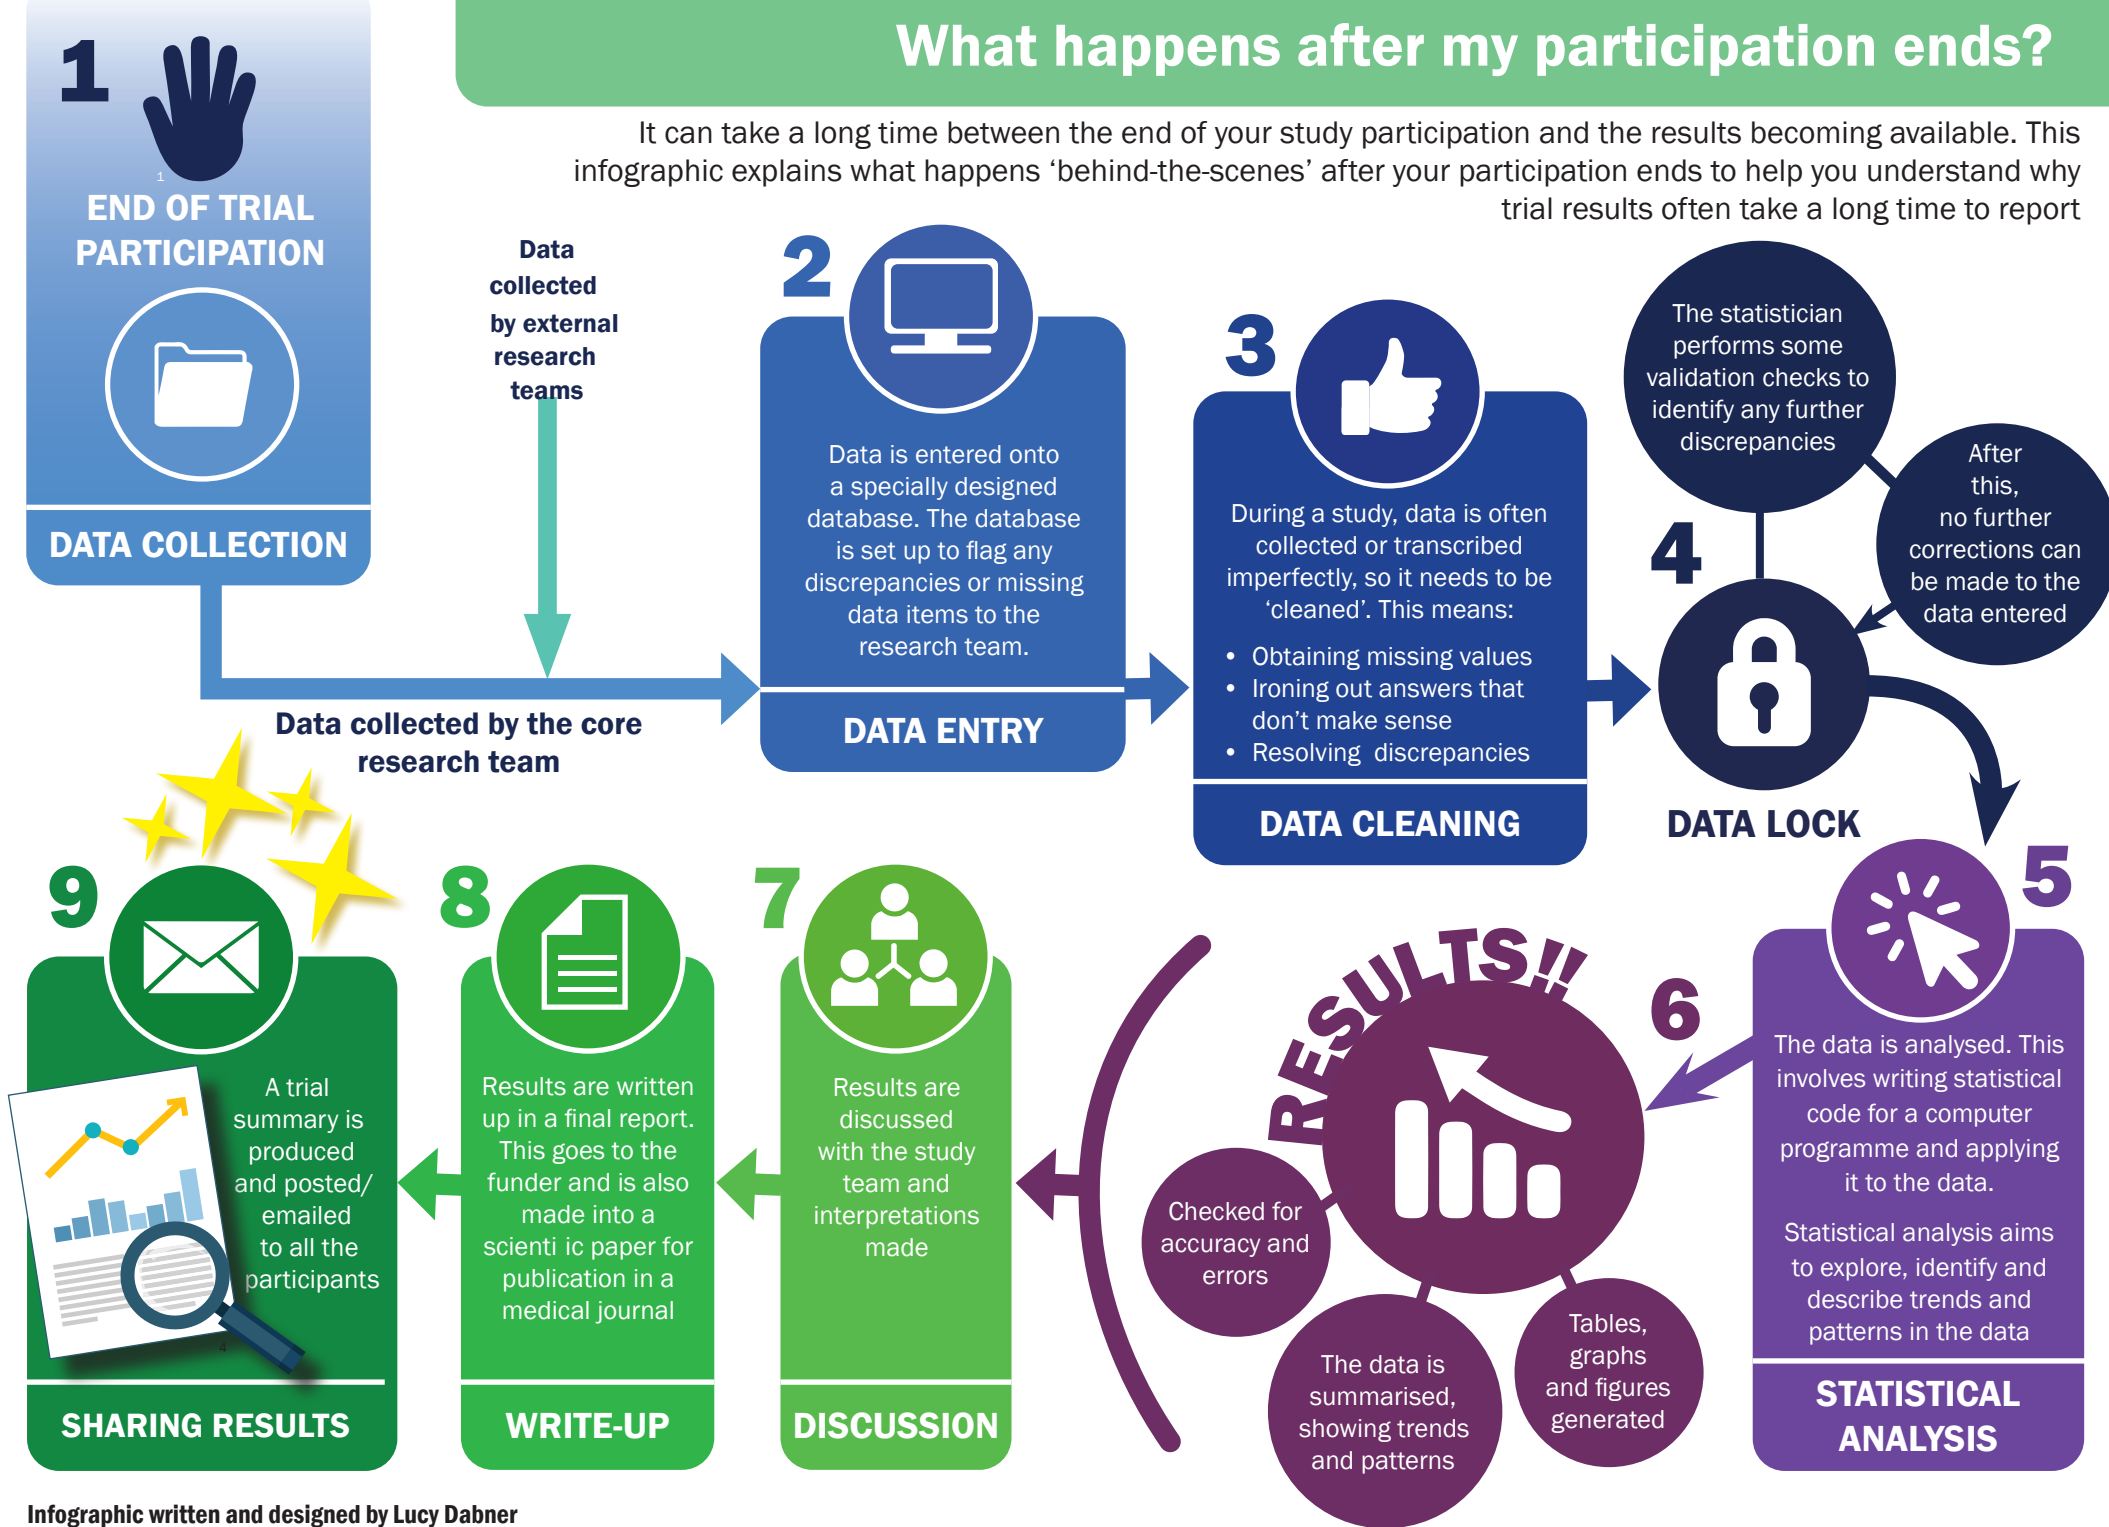 What happens after my participation ends?
It can take a long time between the end of your study participation and the results becoming available. This
infographic explains what happens ‘behind-the-scenes’ after your participation ends to help you understand why
trial results often take a long time to report
1
1
END OF TRIAL
PARTICIPATION
DATA COLLECTION
Data
collected
by external
research
teams
Data collected by the core
research team
2
Data is entered onto
a specially designed
database. The database
is set up to flag any
discrepancies or missing
data items to the
research team.
DATA ENTRY
3
During a study, data is often
collected or transcribed
imperfectly, so it needs to be
‘cleaned’. This means:
• Obtaining missing values
• Ironing out answers that
don’t make sense
• Resolving discrepancies
DATA CLEANING
The statistician
performs some
validation checks to
identify any further
discrepancies
After
this,
no further
corrections can
be made to the
data entered
4
DATA LOCK
5
The data is analysed. This
involves writing statistical
code for a computer
programme and applying
it to the data.
Statistical analysis aims
to explore, identify and
describe trends and
patterns in the data
STATISTICAL
ANALYSIS
6
RESULTS!!
Checked for
accuracy and
errors
The data is
summarised,
showing trends
and patterns
Tables,
graphs
and figures
generated
7
Results are
discussed
with the study
team and
interpretations
made
DISCUSSION
8
Results are written
up in a final report.
This goes to the
funder and is also
made into a
scienti ic paper for
publication in a
medical journal
WRITE-UP
9
A trial
summary is
produced
and posted/
emailed
to all the
participants
4
SHARING RESULTS
Infographic written and designed by Lucy Dabner